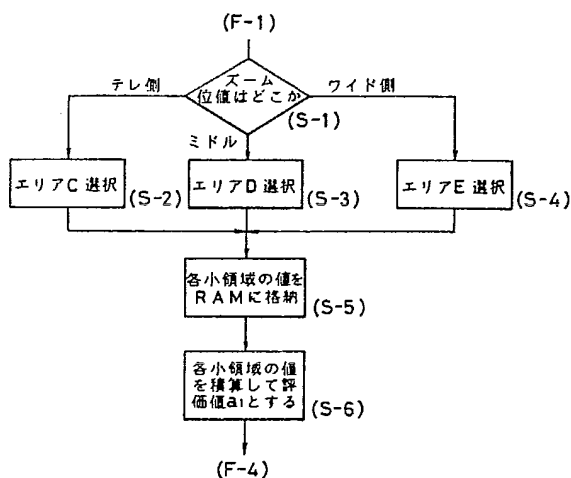 (F-1)
ズーム
位値はどこか
(S-1)
テレ側
ワイド側
ミドル
エリアC選択
(S-2)
エリアD選択
(S-3)
エリアE選択
(S-4)
各小領域の値を
RAMに格納
(S-5)
各小領域の値
を積算して評
価値a1とする
(S-6)
(F-4)